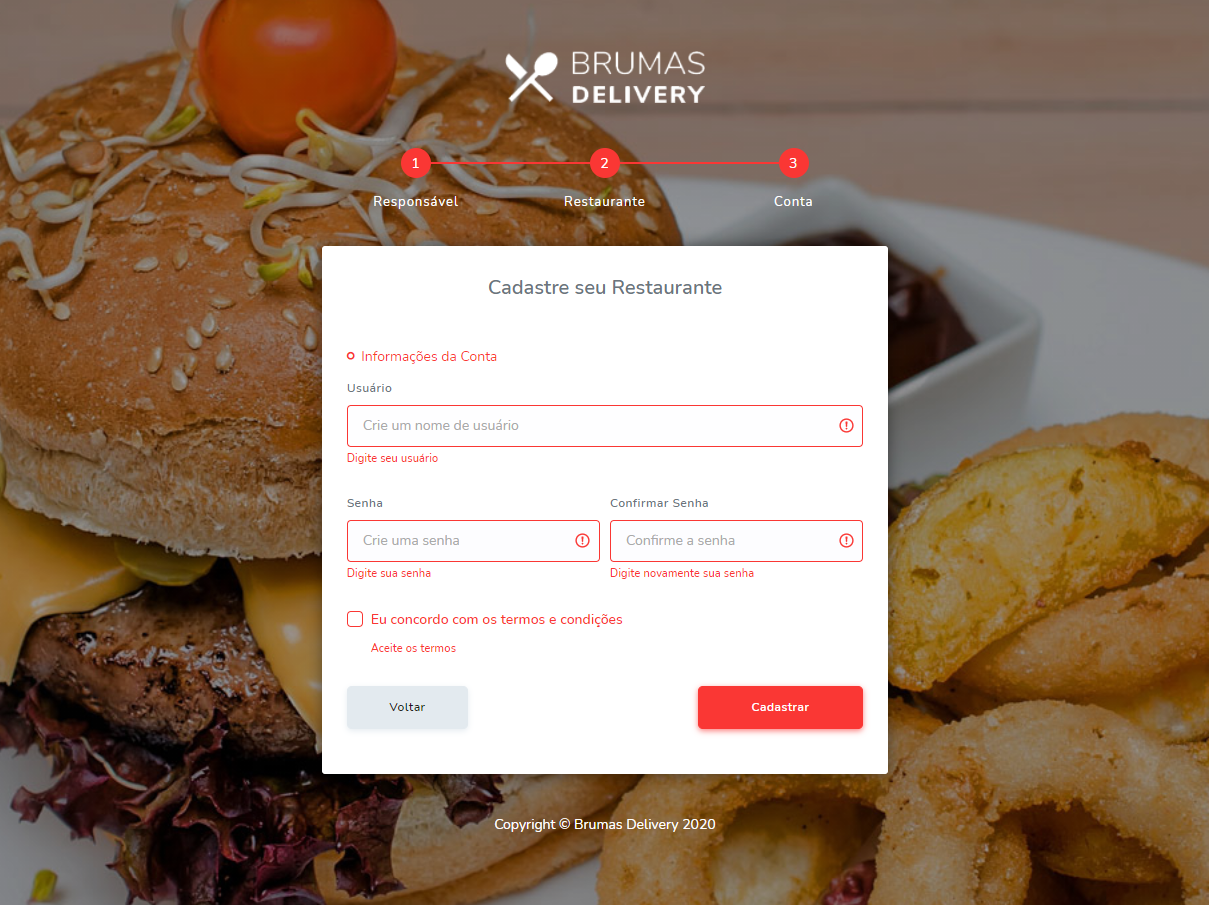 BRUMAS
DELIVERY
1 2 3
Responsável Restaurante Conta
Cadastre seu Restaurante
Informações da Conta
Usuário
Crie um nome de usuário
Digite seu usuário
Senha Confirmar Senha
Crie uma senha Confirme a senha
Digite sua senha Digite novamente sua senha
Eu concordo com os termos e condições
Aceite os termos
Voltar Cadastrar
Copyright © Brumas Delivery 2020